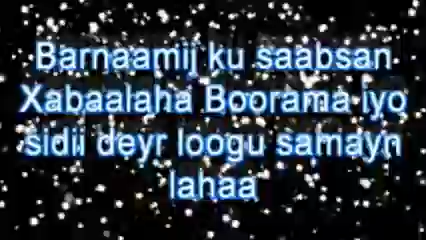 Barnaamij ku saabsan
Xabaalaha Boorama iyo
sidii deyr loogu samayn
lahaa